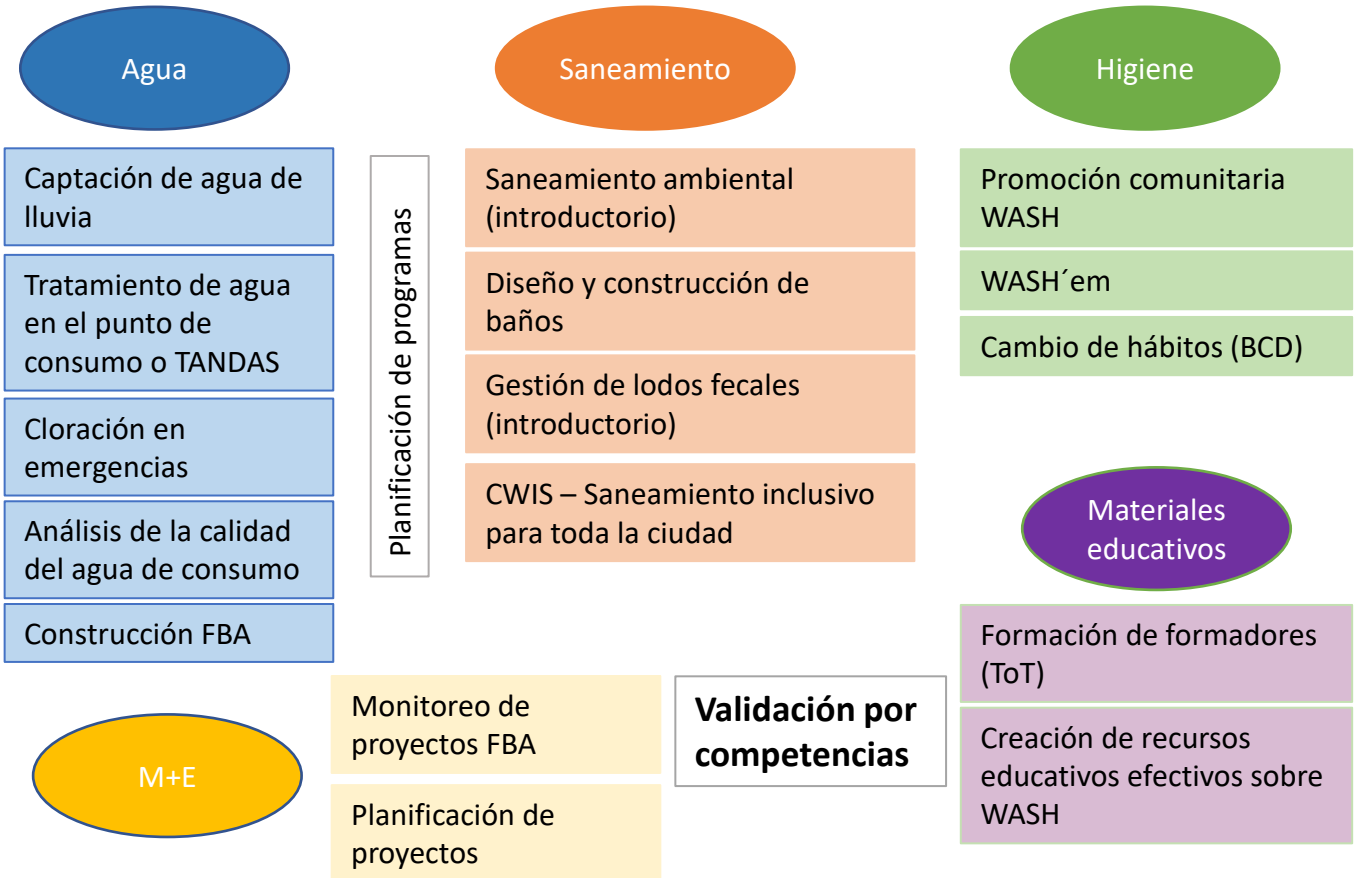 Agua
Captación de agua de
lluvia
Tratamiento de agua
en el punto de
consumo o TANDAS
Cloración en
emergencias
Análisis de la calidad
del agua de consumo
Construcción FBA
Planificación de programas
Saneamiento
Saneamiento ambiental
(introductorio)
Diseño y construcción de
baños
Gestión de lodos fecales
(introductorio)
CWIS – Saneamiento inclusivo
para toda la ciudad
Higiene
Promoción comunitaria
WASH
WASH´em
Cambio de hábitos (BCD)
Materiales
educativos
Formación de formadores
(ToT)
Creación de recursos
educativos efectivos sobre
WASH
M+E
Monitoreo de
proyectos FBA
Planificación de
proyectos
Validación por
competencias